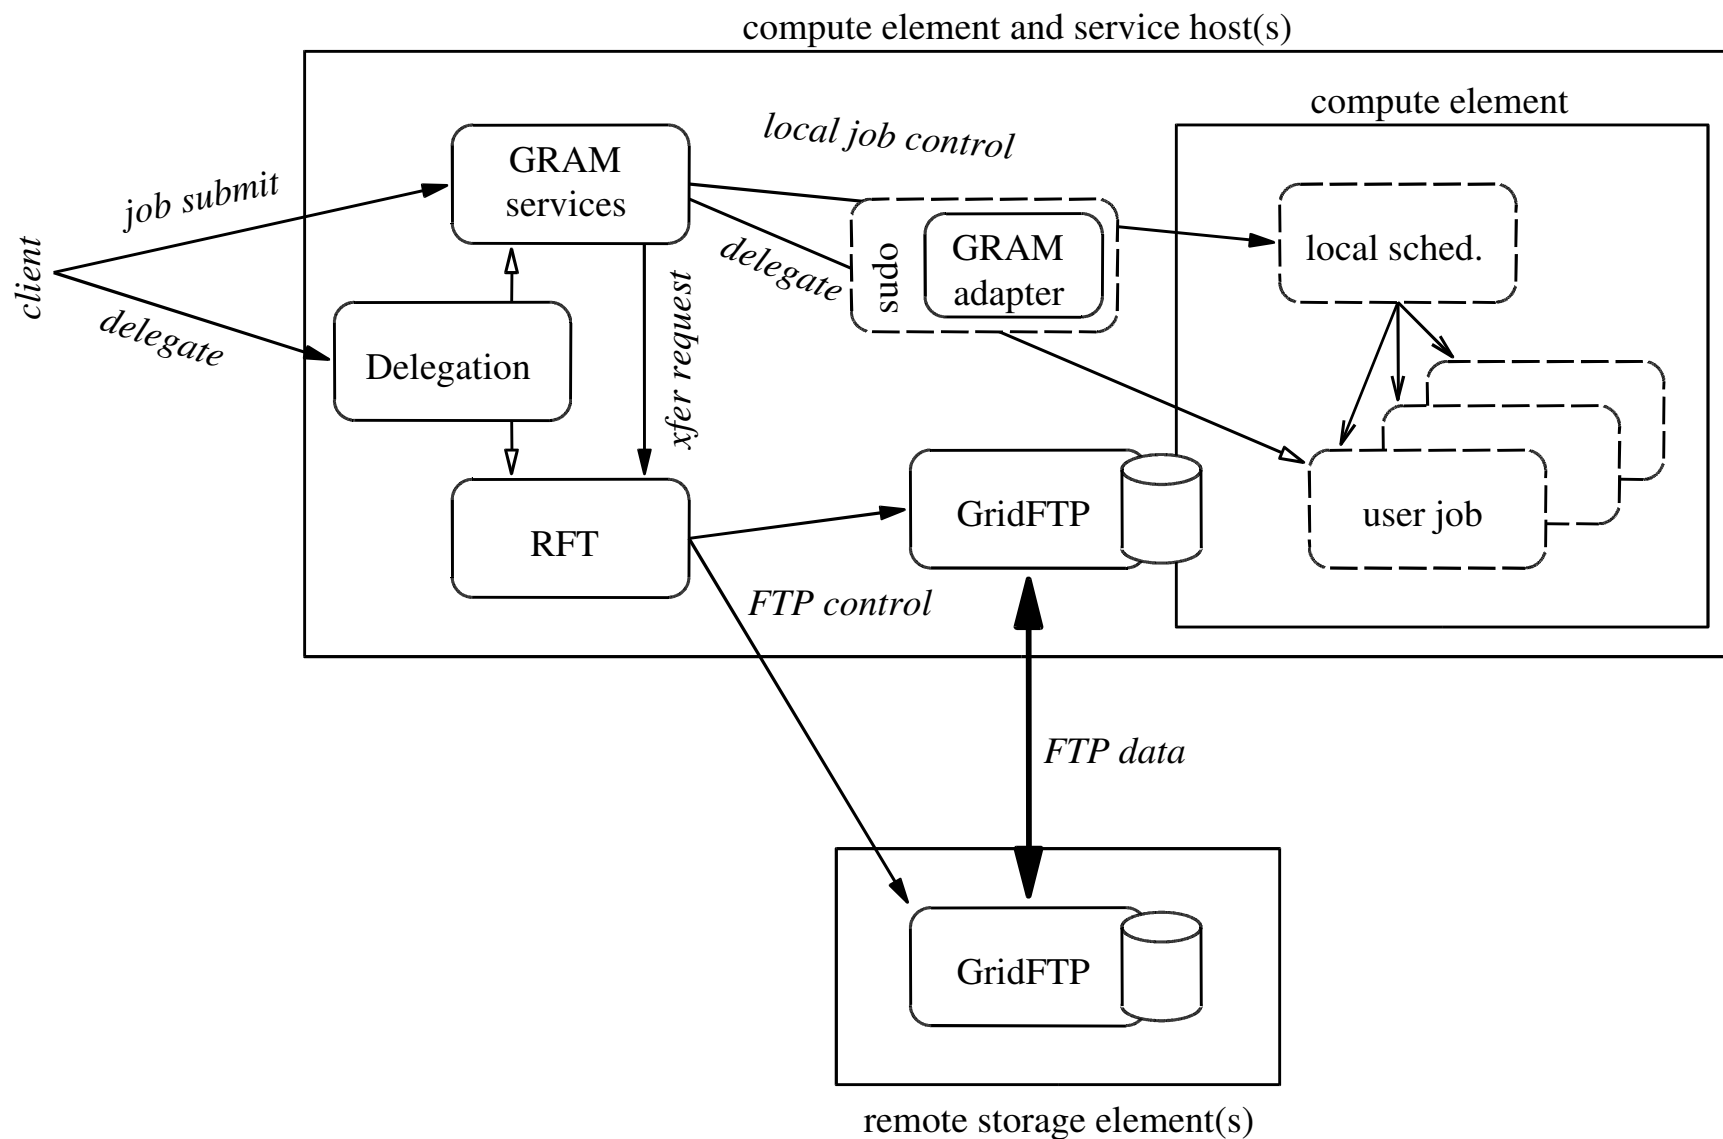 compute element and service host(s)
compute element
local job control
GRAM
services
job submit
client
delegate
Delegation
xfer request
delegate
sudo
GRAM
adapter
local sched.
user job
RFT
GridFTP
FTP control
FTP data
GridFTP
remote storage element(s)